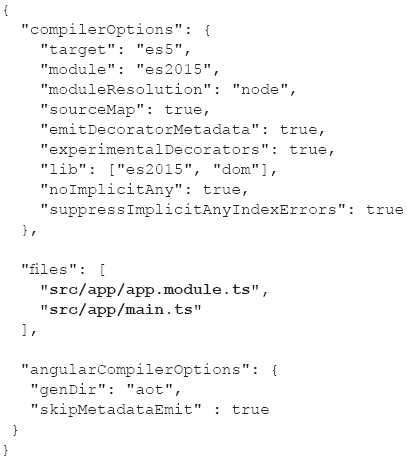 {
  "compilerOptions": {
    "target": "es5",
    "module": "es2015",
    "moduleResolution": "node",
    "sourceMap": true,
    "emitDecoratorMetadata": true,
    "experimentalDecorators": true,
    "lib": ["es2015", "dom"],
    "noImplicitAny": true,
    "suppressImplicitAnyIndexErrors": true
  },

  "files": [
    "src/app/app.module.ts",
    "src/app/main.ts"
  ],

  "angularCompilerOptions": {
   "genDir": "aot",
   "skipMetadataEmit" : true
 }
}